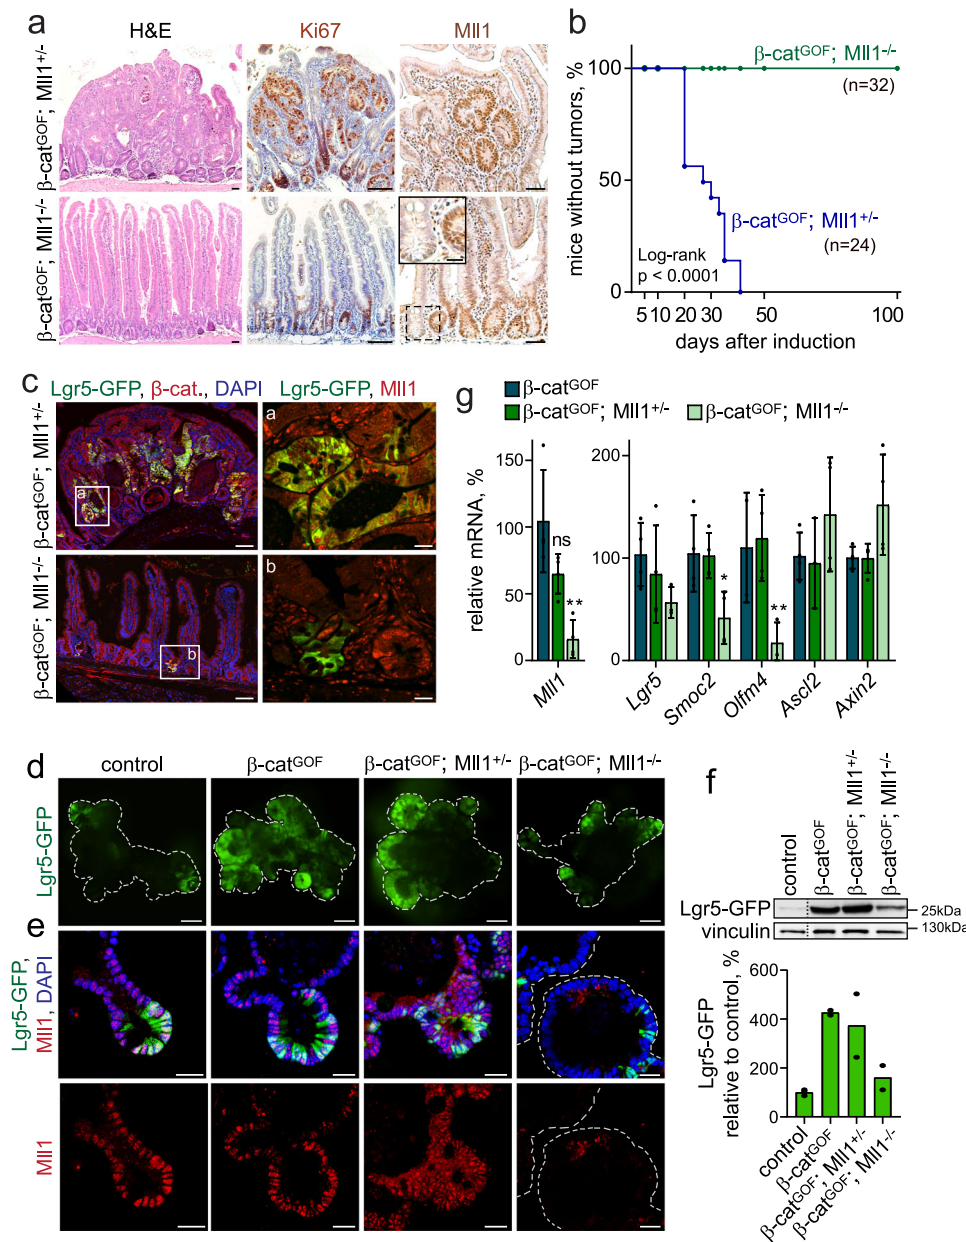 a
H&E
Ki67
Mll1
β-catGOF; Mll1+/-
β-catGOF; Mll1-/-
b
mice without tumors, %
100
50
0
β-catGOF; Mll1-/-
(n=32)
β-catGOF; Mll1+/-
(n=24)
Log-rank
p < 0.0001
5 10 20 30 50 100
days after induction
c
Lgr5-GFP, β-cat., DAPI
Lgr5-GFP, Mll1
β-catGOF; Mll1+/-
β-catGOF; Mll1-/-
a
a
b
b
g
β-catGOF
β-catGOF; Mll1+/-
β-catGOF; Mll1-/-
relative mRNA, %
150
100
50
0
ns
**
Mll1
200
100
0
*
**
Lgr5
Smoc2
Olfm4
Ascl2
Axin2
d
control
β-catGOF
β-catGOF; Mll1+/-
β-catGOF; Mll1-/-
Lgr5-GFP
e
Lgr5-GFP,
Mll1, DAPI
Mll1
f
control
β-catGOF
β-catGOF; Mll1+/-
β-catGOF; Mll1-/-
Lgr5-GFP
25kDa
vinculin
130kDa
Lgr5-GFP
relative to control, %
600
400
200
0
control
β-catGOF
β-catGOF; Mll1+/-
β-catGOF; Mll1-/-